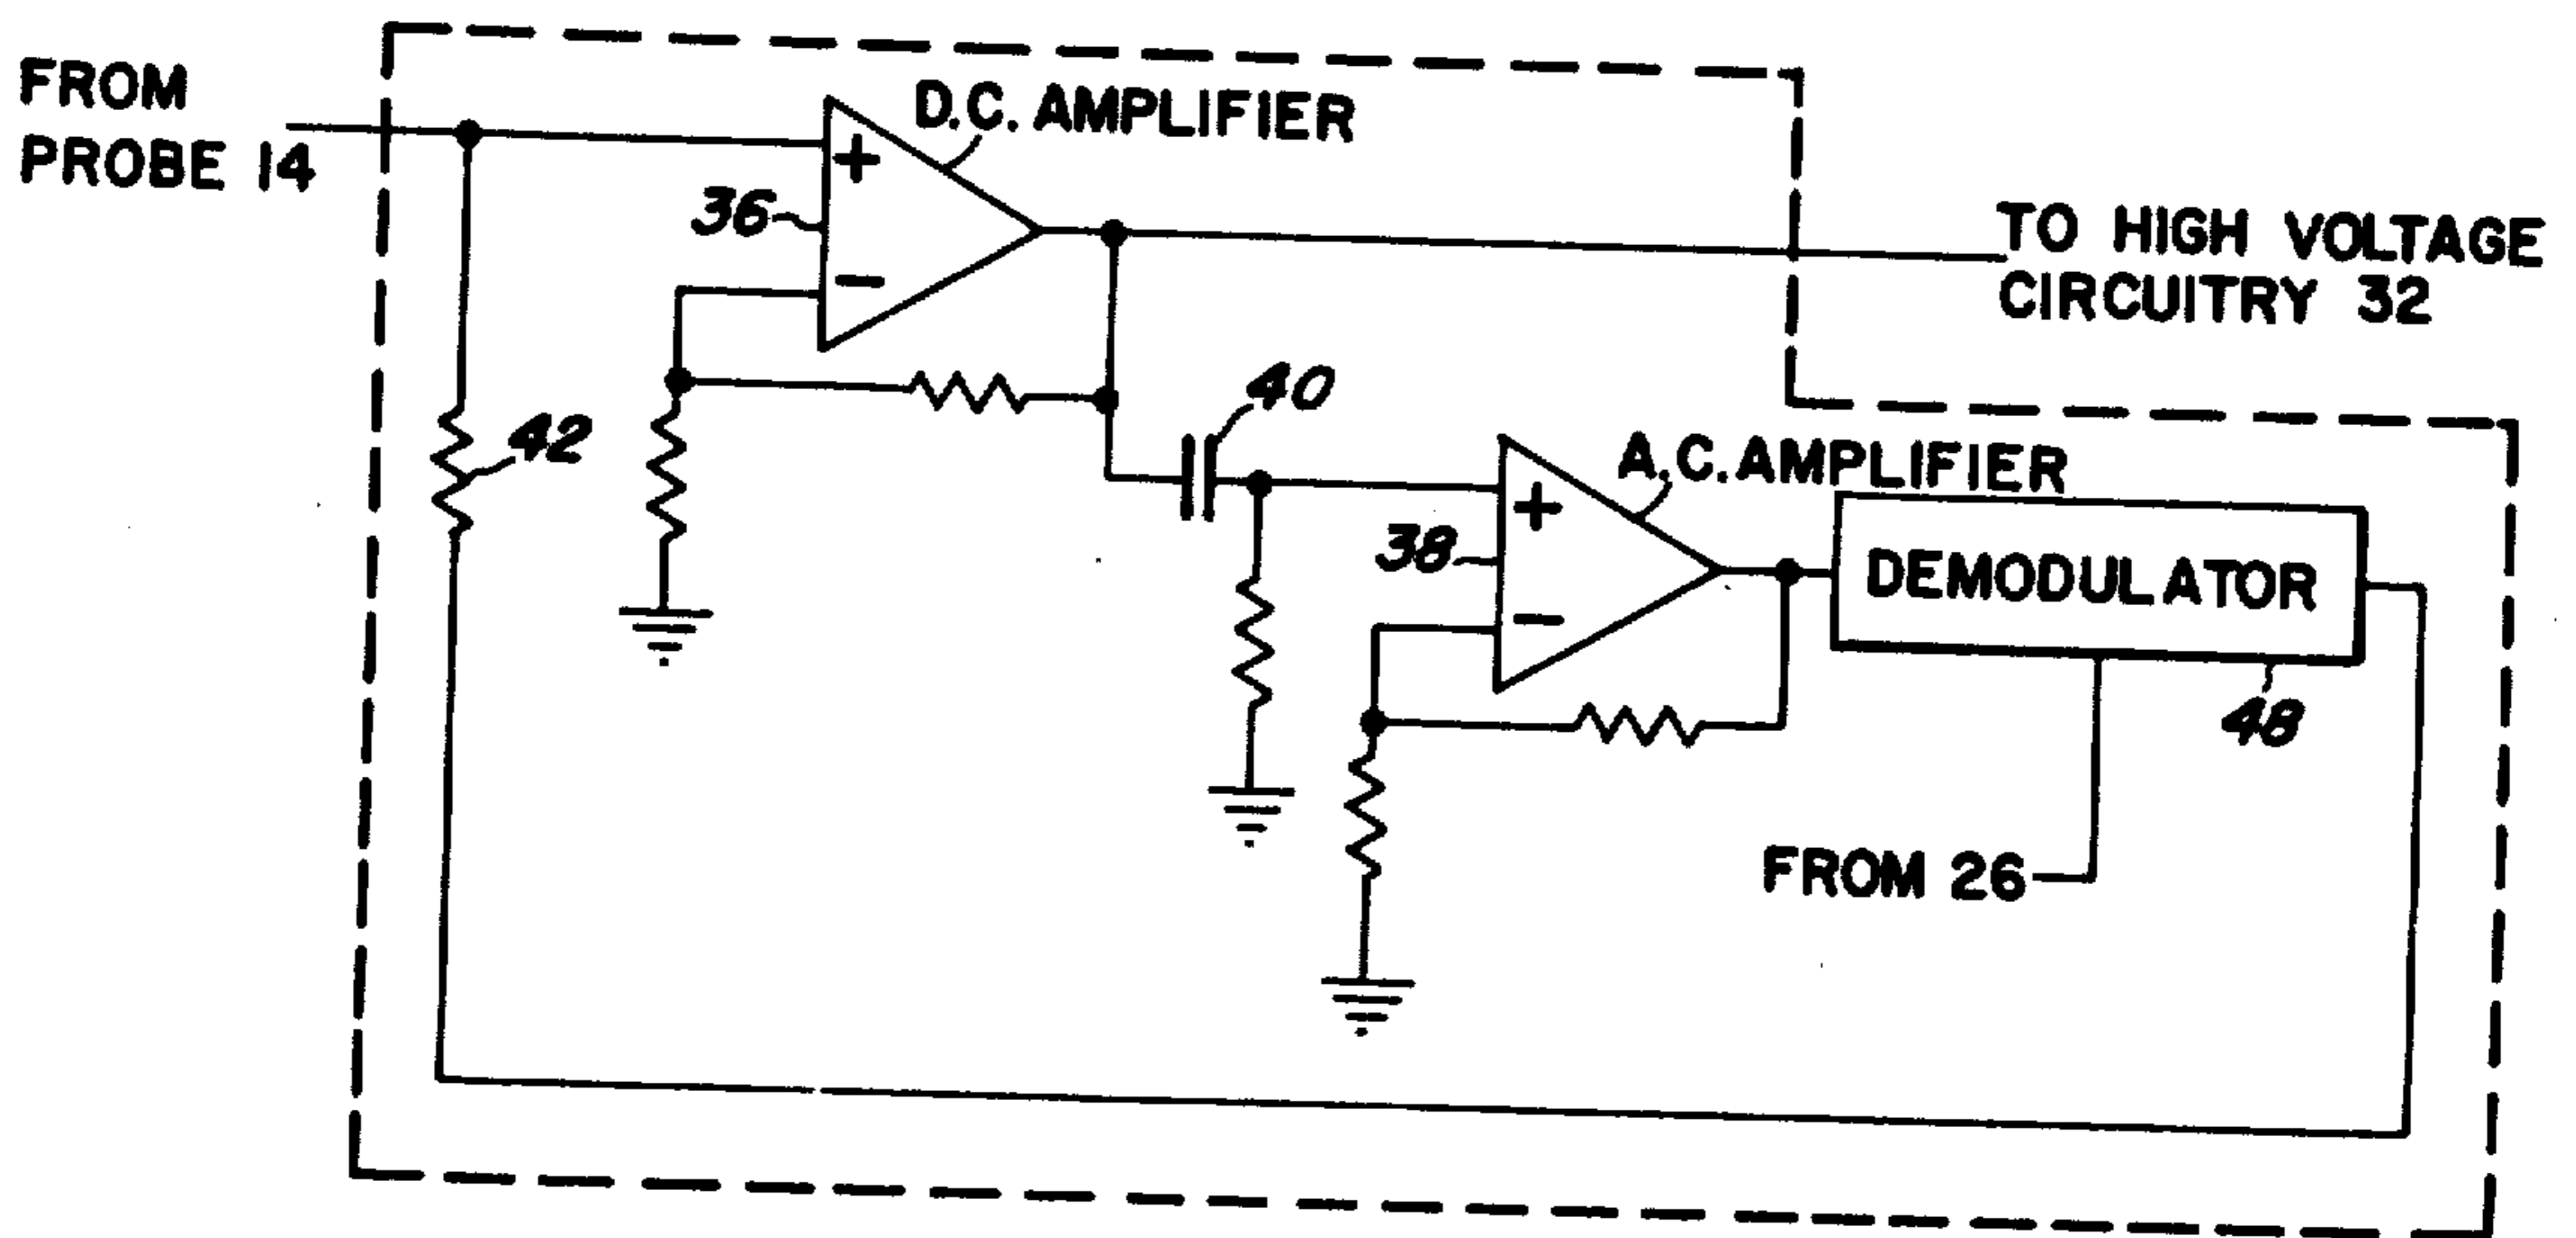 FROM
PROBE 14
D.C. AMPLIFIER
36
+
−
TO HIGH VOLTAGE
CIRCUITRY 32
42
40
A.C. AMPLIFIER
38
+
−
DEMODULATOR
48
FROM 26